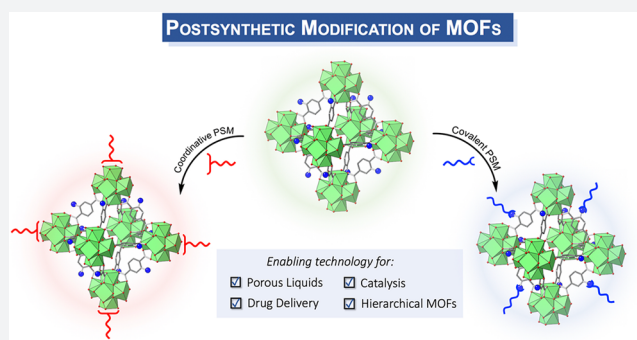 POSTSYNTHETIC MODIFICATION OF MOFS
Coordinative PSM
Covalent PSM
Enabling technology for:
Porous Liquids
Catalysis
Drug Delivery
Hierarchical MOFs